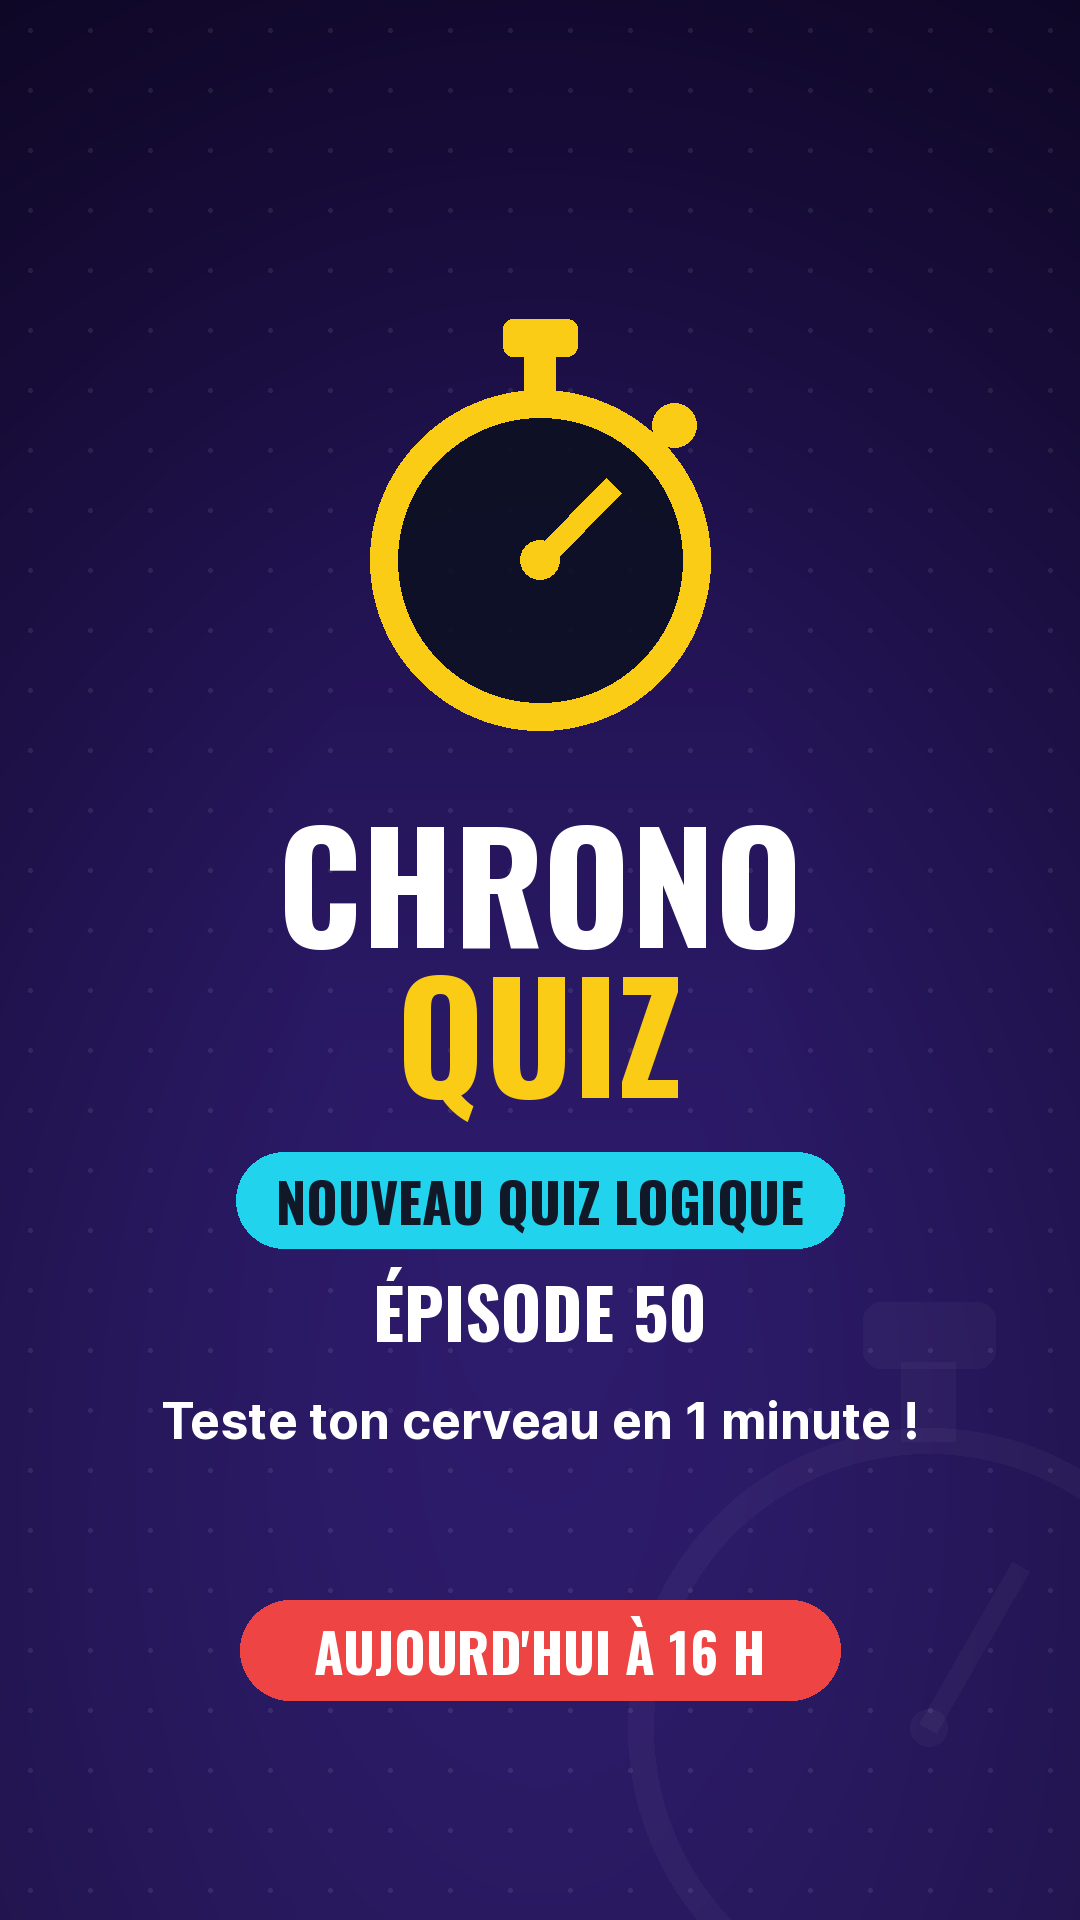 CHRONO
QUIZ
NOUVEAU QUIZ LOGIQUE
ÉPISODE 50
Teste ton cerveau en 1 minute !
AUJOURD'HUI À 16 H